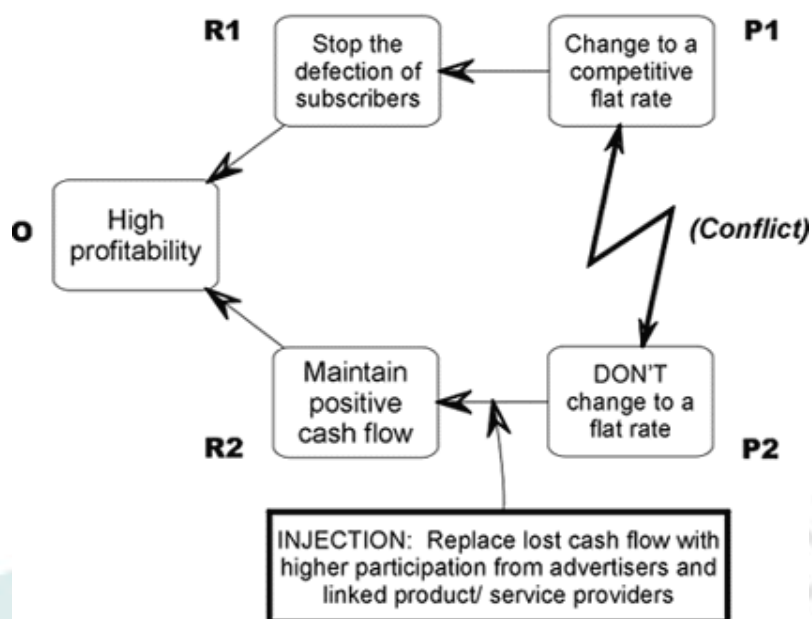 R1
Stop the
defection of
subscribers
Change to a
competitive
flat rate
P1
O
High
profitability
(Conflict)
Maintain
positive
cash flow
R2
DON'T
change to a
flat rate
P2
INJECTION: Replace lost cash flow with
higher participation from advertisers and
linked product/ service providers